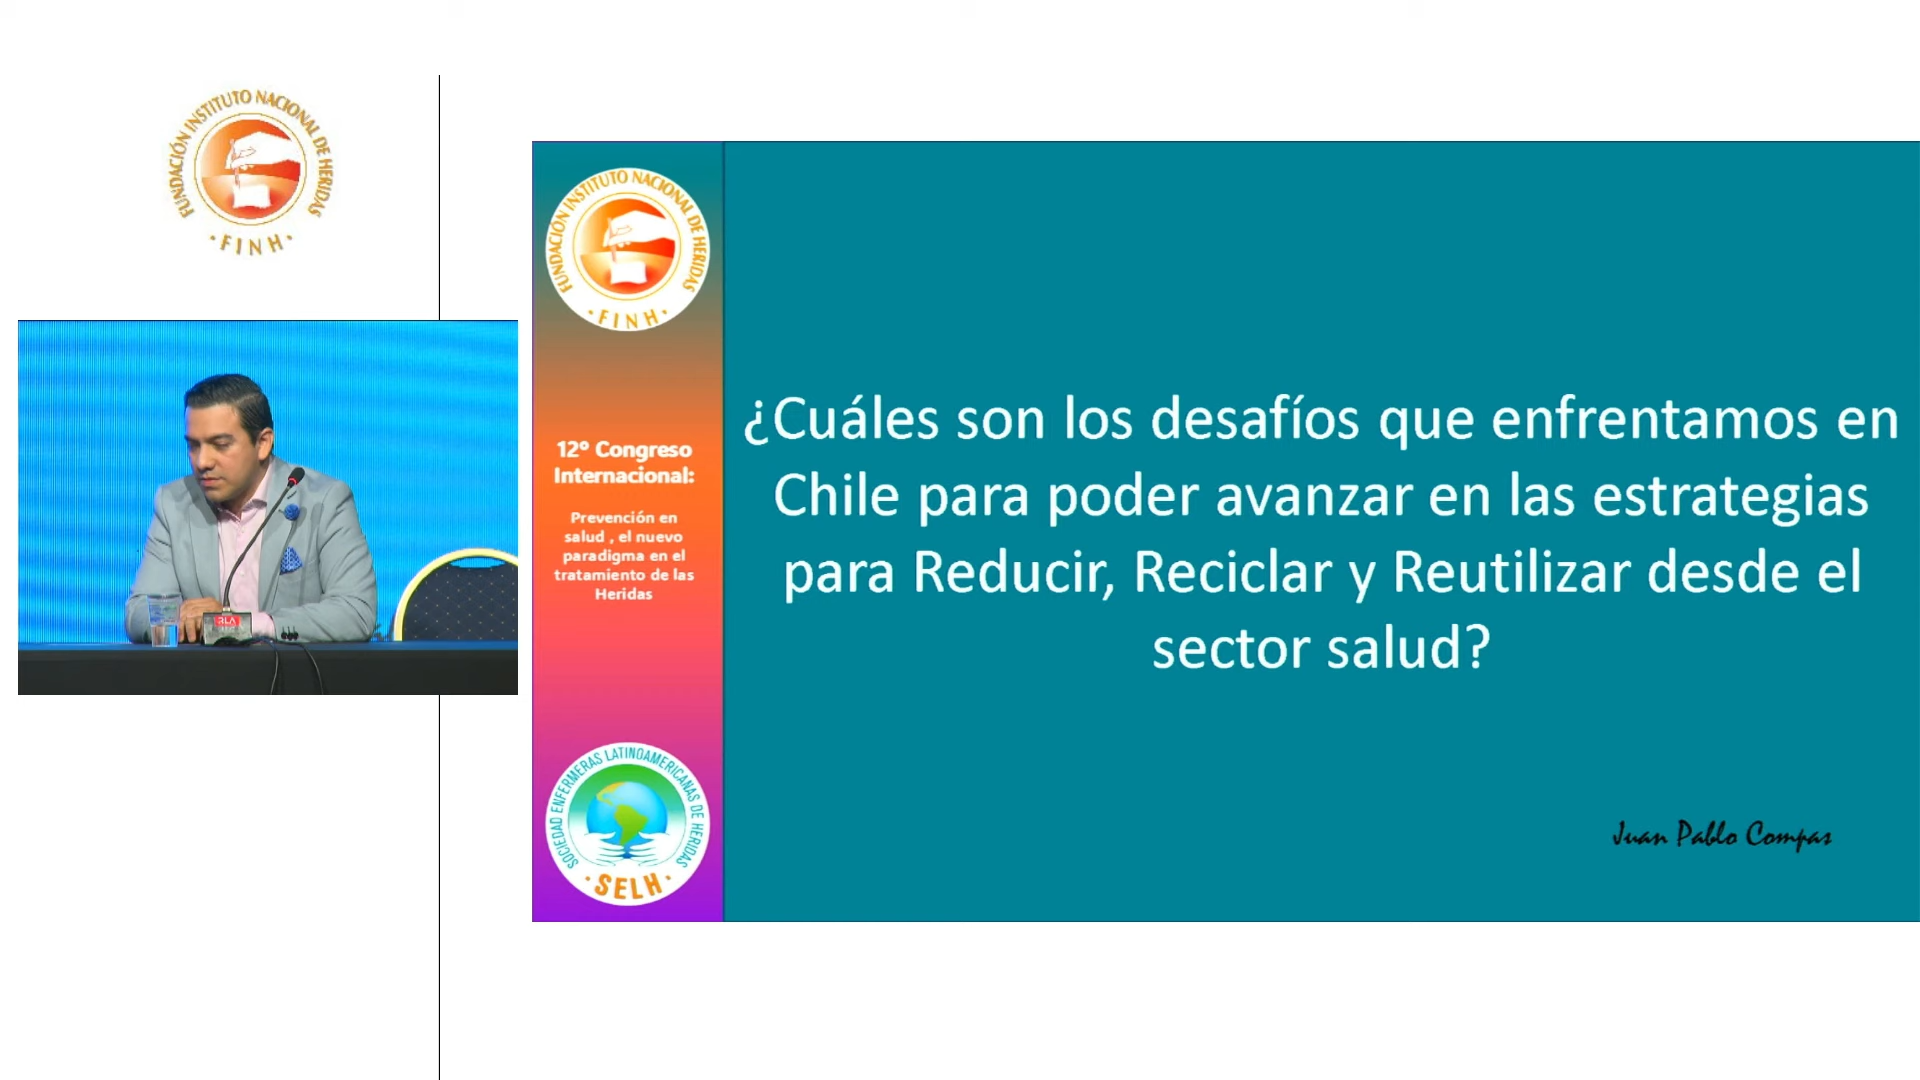 FUNDACIÓN INSTITUTO NACIONAL DE HERIDAS
· FINH ·
RLA
FUNDACIÓN INSTITUTO NACIONAL DE HERIDAS
· FINH ·
12º Congreso
Internacional:
Prevención en
salud , el nuevo
paradigma en el
tratamiento de las
Heridas
SOCIEDAD ENFERMERAS LATINOAMERICANAS DE HERIDAS
· SELH ·
¿Cuáles son los desafíos que enfrentamos en
Chile para poder avanzar en las estrategias
para Reducir, Reciclar y Reutilizar desde el
sector salud?
Juan Pablo Compas